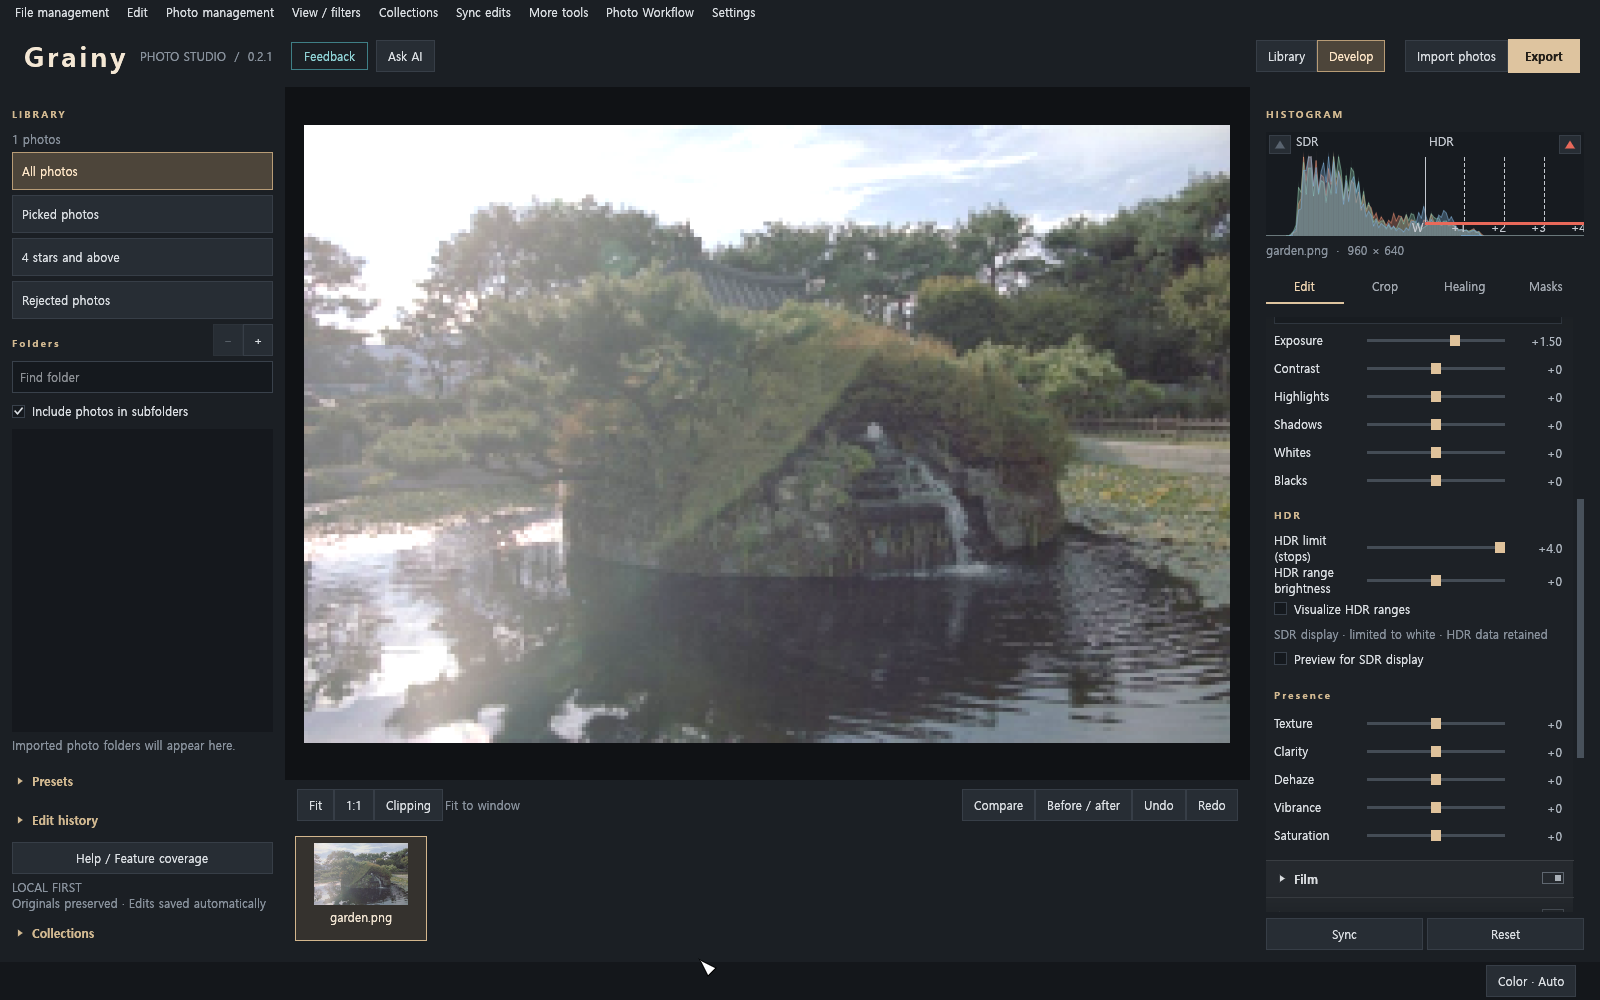 File management Edit Photo management View / filters Collections Sync edits More tools Photo Workflow Settings
Grainy PHOTO STUDIO / 0.2.1 Feedback Ask AI Library Develop Import photos Export
LIBRARY
1 photos
All photos
Picked photos
4 stars and above
Rejected photos
Folders − +
Find folder
Include photos in subfolders
Imported photo folders will appear here.
Presets
Edit history
Help / Feature coverage
LOCAL FIRST
Originals preserved · Edits saved automatically
Collections
Fit 1:1 Clipping Fit to window Compare Before / after Undo Redo
garden.png
HISTOGRAM
SDR HDR
W +1 +2 +3 +4
garden.png · 960 × 640
Edit Crop Healing Masks
Exposure +1.50
Contrast +0
Highlights +0
Shadows +0
Whites +0
Blacks +0
HDR
HDR limit
(stops) +4.0
HDR range
brightness +0
Visualize HDR ranges
SDR display · limited to white · HDR data retained
Preview for SDR display
Presence
Texture +0
Clarity +0
Dehaze +0
Vibrance +0
Saturation +0
Film
Sync Reset
Color · Auto